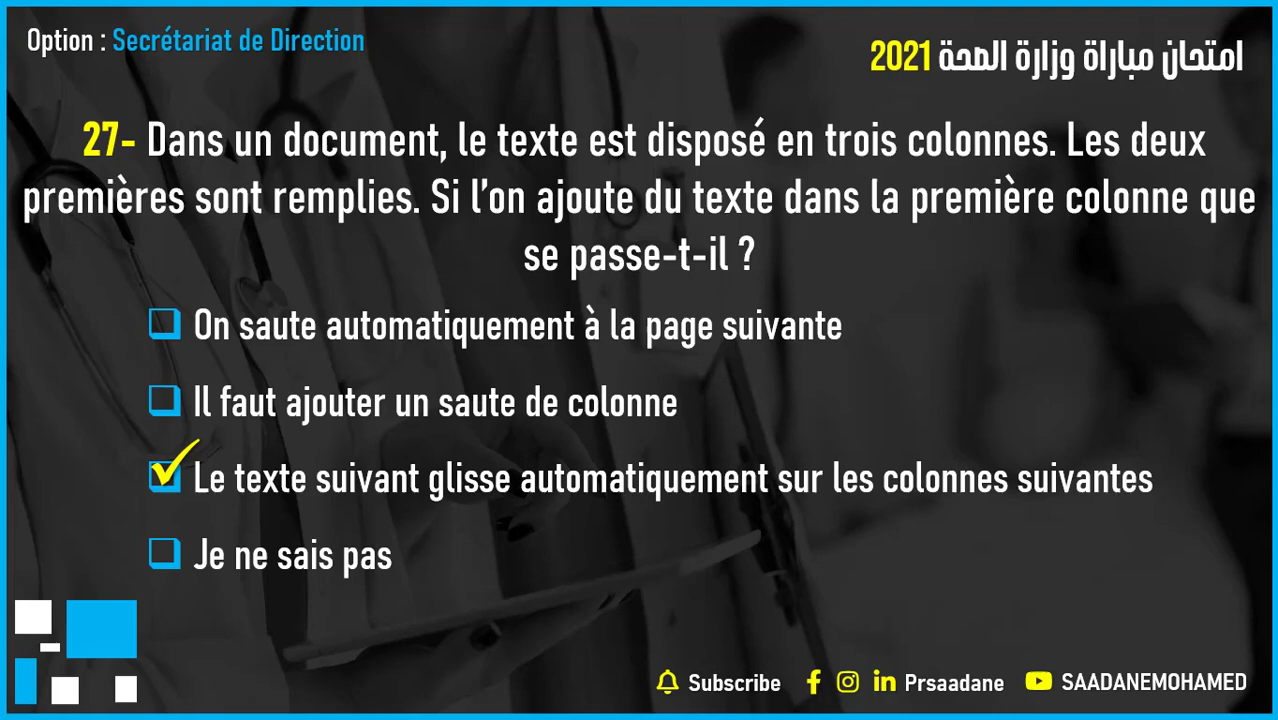 Option : Secrétariat de Direction
امتحان مباراة وزارة الصحة 2021
27- Dans un document, le texte est disposé en trois colonnes. Les deux
premières sont remplies. Si l’on ajoute du texte dans la première colonne que
se passe-t-il ?
On saute automatiquement à la page suivante
Il faut ajouter un saute de colonne
Le texte suivant glisse automatiquement sur les colonnes suivantes
Je ne sais pas
Subscribe Prsaadane SAADANEMOHAMED